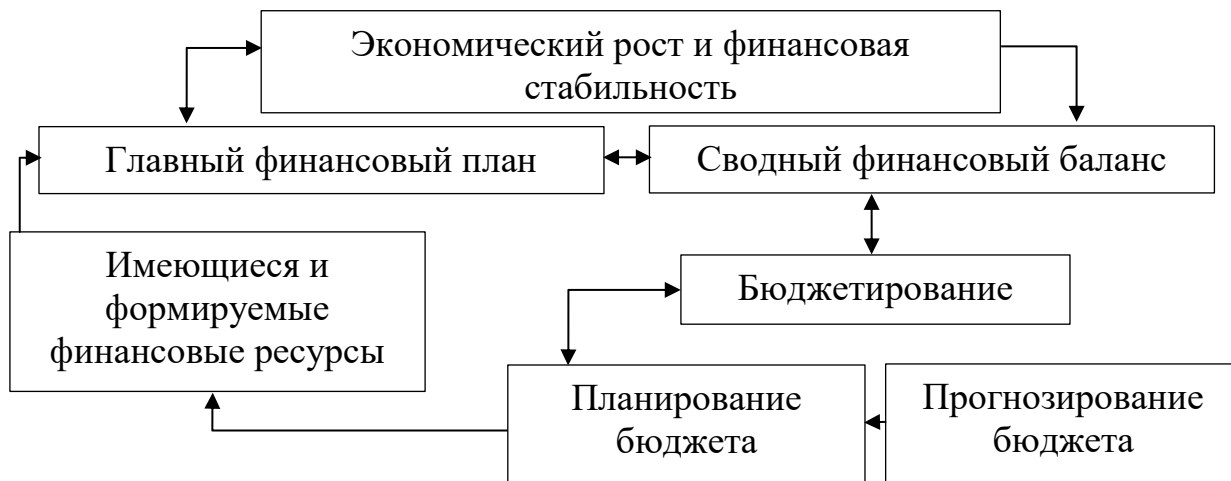 Экономический рост и финансовая
стабильность
Главный финансовый план
Сводный финансовый баланс
Имеющиеся и
формируемые
финансовые ресурсы
Бюджетирование
Планирование
бюджета
Прогнозирование
бюджета